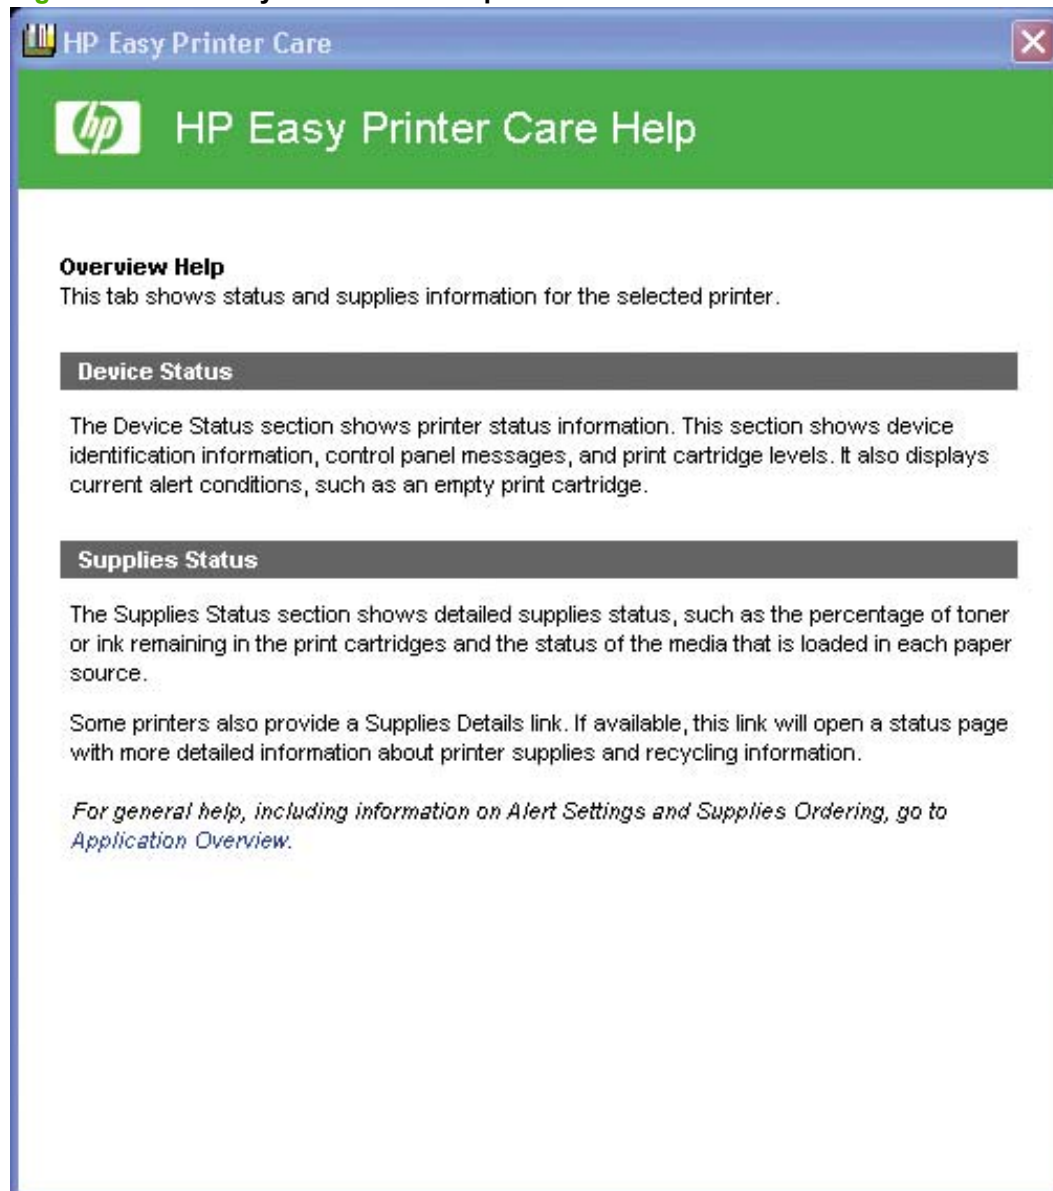 HP Easy Printer Care
hp
HP Easy Printer Care Help
Overview Help
This tab shows status and supplies information for the selected printer.
Device Status
The Device Status section shows printer status information. This section shows device
identification information, control panel messages, and print cartridge levels. It also displays
current alert conditions, such as an empty print cartridge.
Supplies Status
The Supplies Status section shows detailed supplies status, such as the percentage of toner
or ink remaining in the print cartridges and the status of the media that is loaded in each paper
source.
Some printers also provide a Supplies Details link. If available, this link will open a status page
with more detailed information about printer supplies and recycling information.
For general help, including information on Alert Settings and Supplies Ordering, go to
Application Overview.